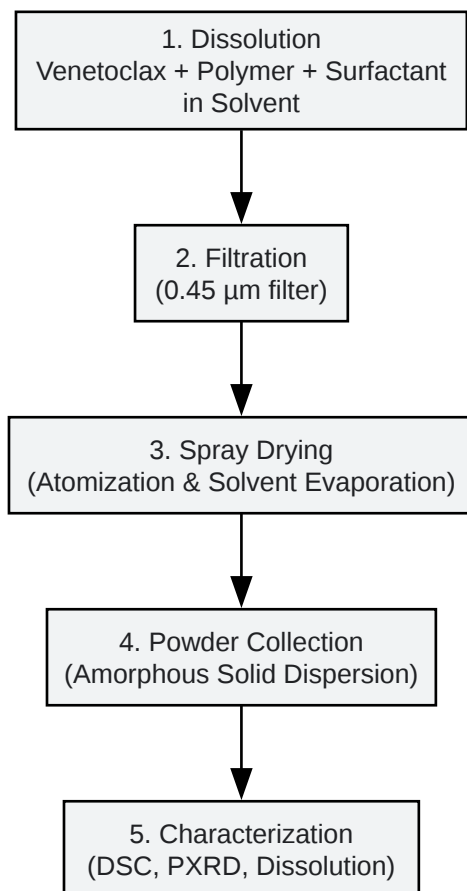 1. Dissolution
Venetoclax + Polymer + Surfactant
in Solvent
2. Filtration
(0.45 µm filter)
3. Spray Drying
(Atomization & Solvent Evaporation)
4. Powder Collection
(Amorphous Solid Dispersion)
5. Characterization
(DSC, PXRD, Dissolution)